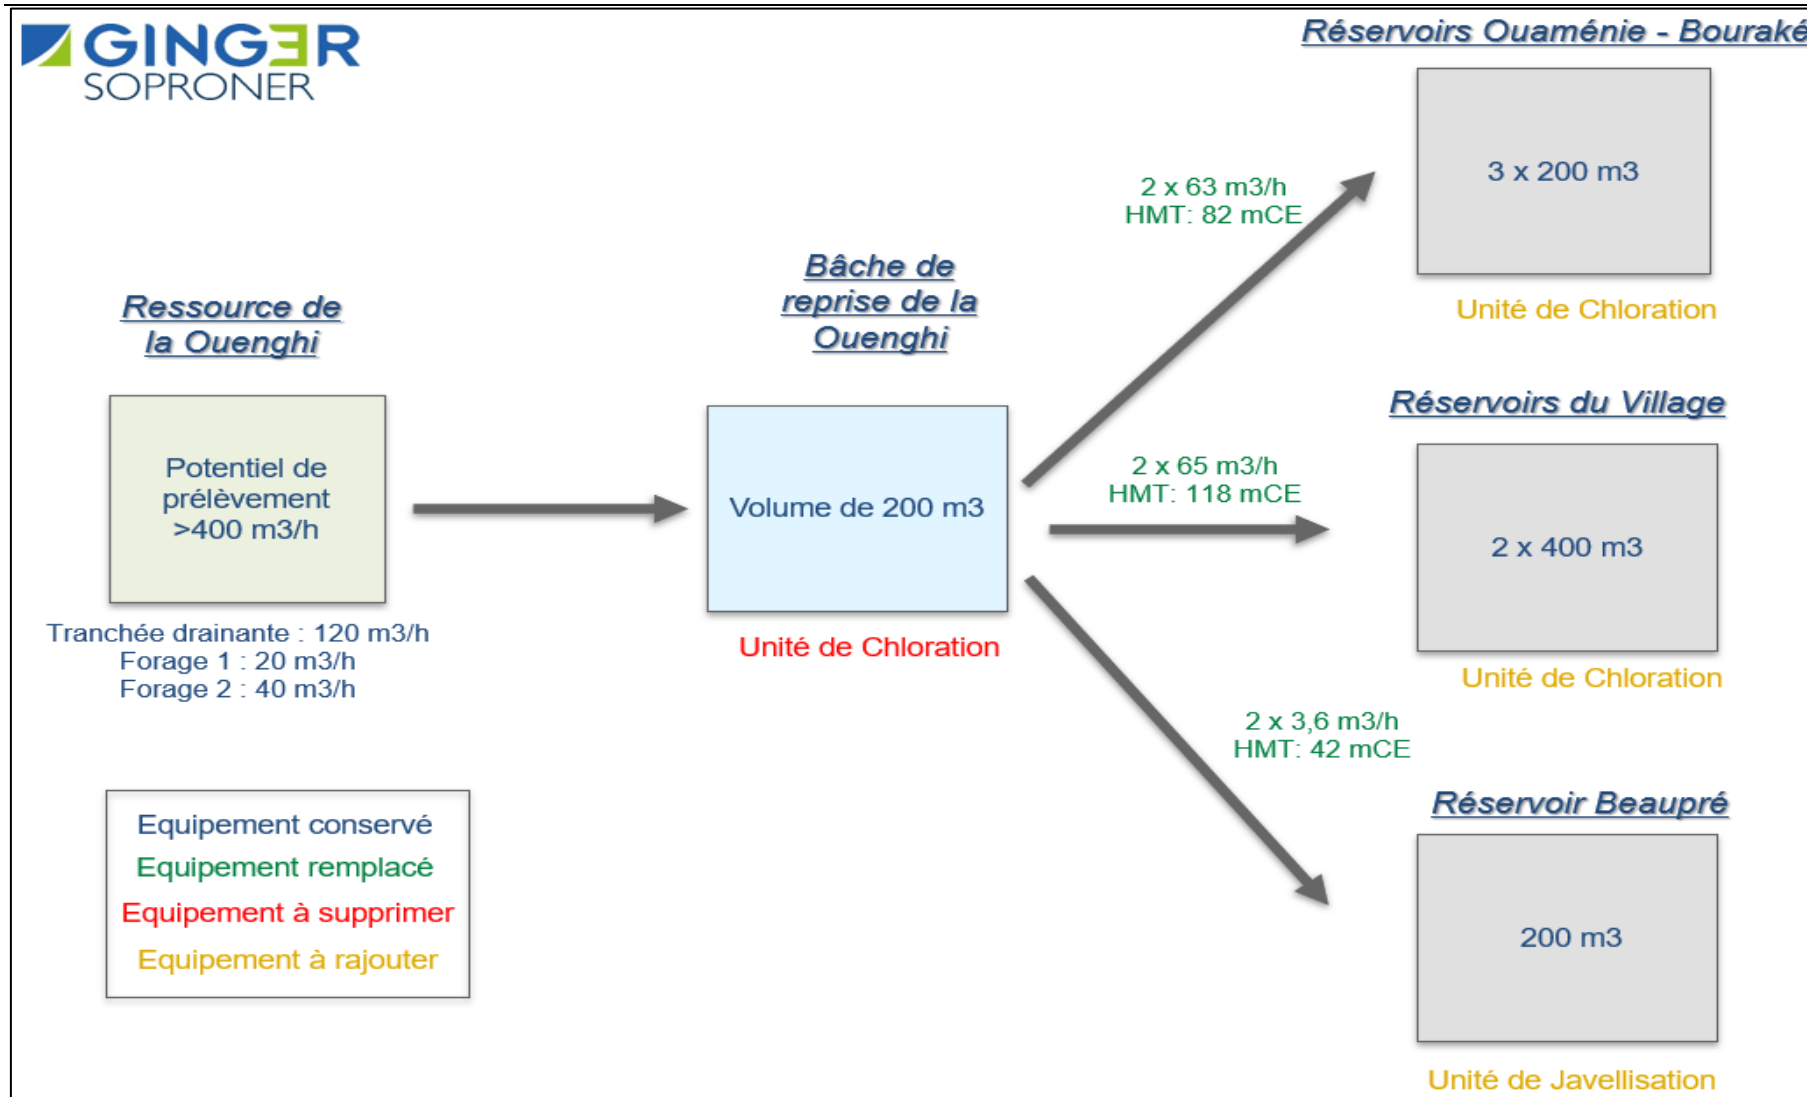 GINGER
SOPRONER
Réservoirs Ouaménie - Bouraké
3 x 200 m3
Unité de Chloration
2 x 63 m3/h
HMT: 82 mCE
Ressource de
la Ouenghi
Potentiel de
prélèvement
>400 m3/h
Tranchée drainante : 120 m3/h
Forage 1 : 20 m3/h
Forage 2 : 40 m3/h
Bâche de
reprise de la
Ouenghi
Volume de 200 m3
Unité de Chloration
2 x 65 m3/h
HMT: 118 mCE
Réservoirs du Village
2 x 400 m3
Unité de Chloration
2 x 3,6 m3/h
HMT: 42 mCE
Réservoir Beaupré
200 m3
Unité de Javellisation
Equipement conservé
Equipement remplacé
Equipement à supprimer
Equipement à rajouter